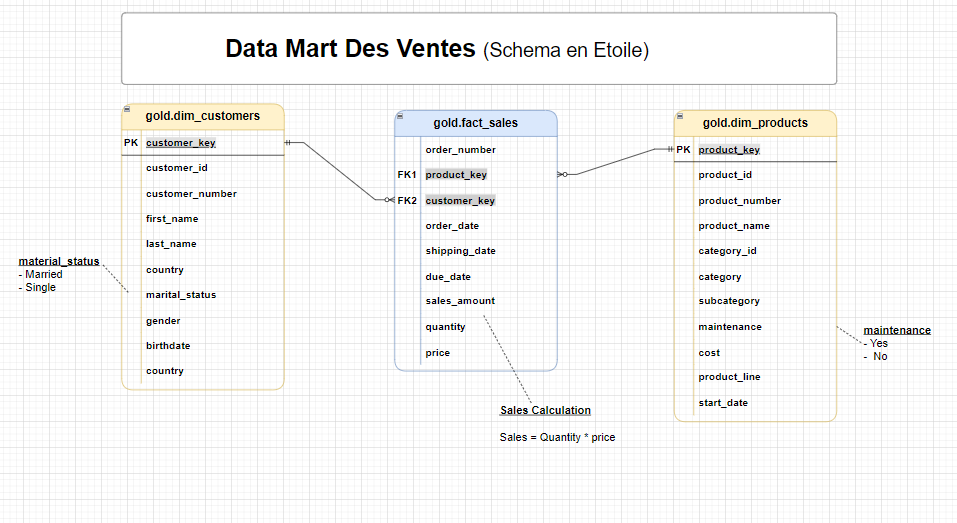 Data Mart Des Ventes (Schema en Etoile)
gold.dim_customers
PK customer_key
customer_id
customer_number
first_name
last_name
country
marital_status
gender
birthdate
country
material_status
- Married
- Single
gold.fact_sales
order_number
FK1 product_key
FK2 customer_key
order_date
shipping_date
due_date
sales_amount
quantity
price
Sales Calculation
Sales = Quantity * price
gold.dim_products
PK product_key
product_id
product_number
product_name
category_id
category
subcategory
maintenance
cost
product_line
start_date
maintenance
- Yes
- No